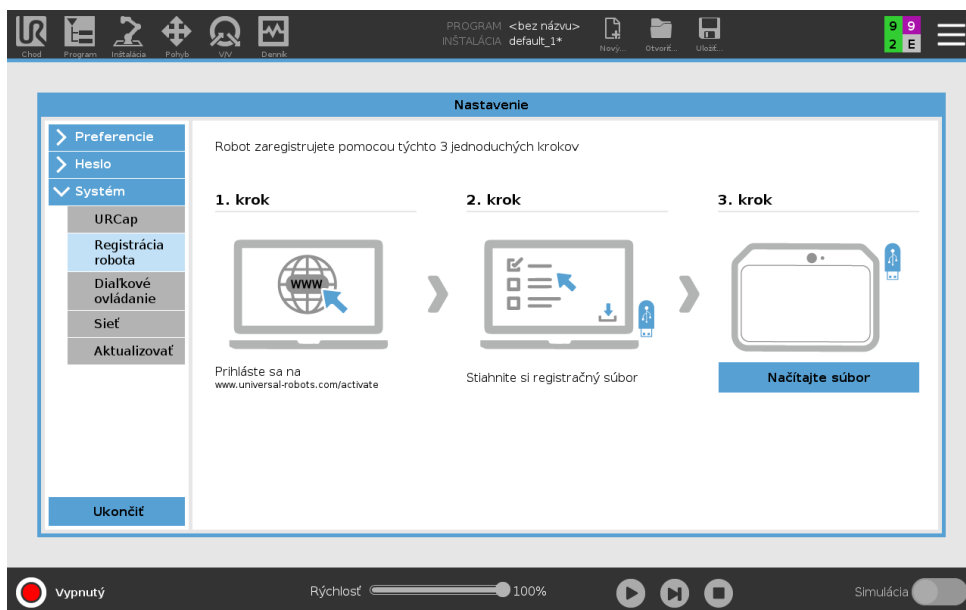 Chod
Program
Inštalácia
Pohyb
V/V
Denník
PROGRAM <bez názvu>
INŠTALÁCIA default_1*
Nový...
Otvoriť...
Uložiť...
9 9
2 E
Nastavenie
Preferencie
Heslo
Systém
URCap
Registrácia
robota
Diaľkové
ovládanie
Sieť
Aktualizovať
Ukončiť
Robot zaregistrujete pomocou týchto 3 jednoduchých krokov
1. krok
WWW
Prihláste sa na
www.universal-robots.com/activate
2. krok
Stiahnite si registračný súbor
3. krok
Načítajte súbor
Vypnutý
Rýchlosť
100%
Simulácia